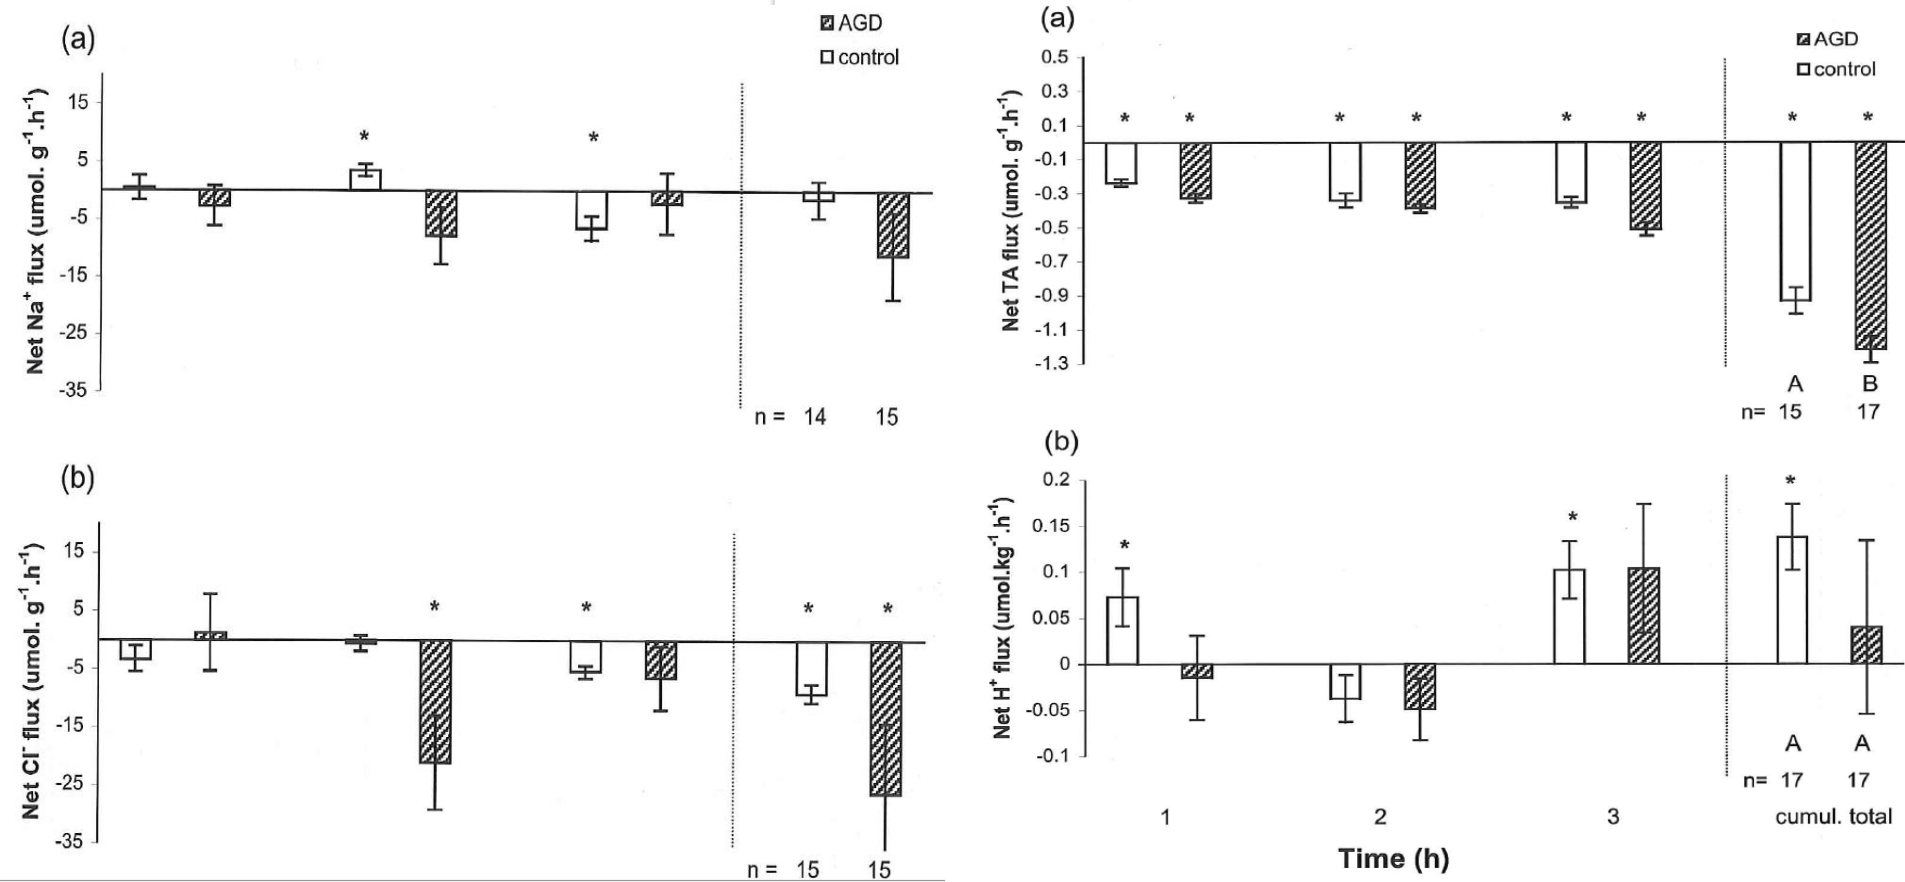 (a)
AGD
control
Net Na⁺ flux (umol. g⁻¹.h⁻¹)
15
5
-5
-15
-25
-35
*
*
n = 14 15
(b)
Net Cl⁻ flux (umol. g⁻¹.h⁻¹)
15
5
-5
-15
-25
-35
* * * *
n = 15 15
(a)
AGD
control
Net TA flux (umol. g⁻¹.h⁻¹)
0.5
0.3
0.1
-0.1
-0.3
-0.5
-0.7
-0.9
-1.1
-1.3
* * * * * * * *
A B
n= 15 17
(b)
Net H⁺ flux (umol.kg⁻¹.h⁻¹)
0.2
0.15
0.1
0.05
0
-0.05
-0.1
*
*
*
A A
n= 17 17
1 2 3 cumul. total
Time (h)